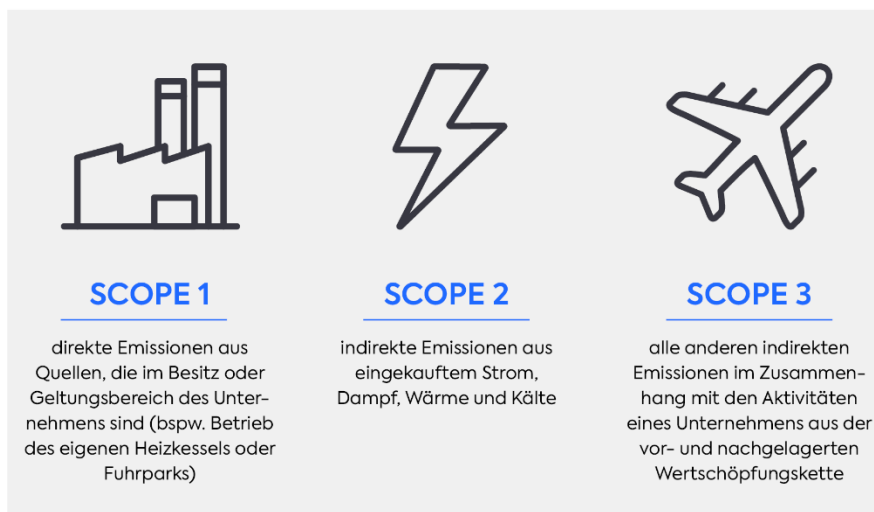 SCOPE 1
direkte Emissionen aus
Quellen, die im Besitz oder
Geltungsbereich des Unter-
nehmens sind (bspw. Betrieb
des eigenen Heizkessels oder
Fuhrparks)
SCOPE 2
indirekte Emissionen aus
eingekauftem Strom,
Dampf, Wärme und Kälte
SCOPE 3
alle anderen indirekten
Emissionen im Zusammen-
hang mit den Aktivitäten
eines Unternehmens aus der
vor- und nachgelagerten
Wertschöpfungskette